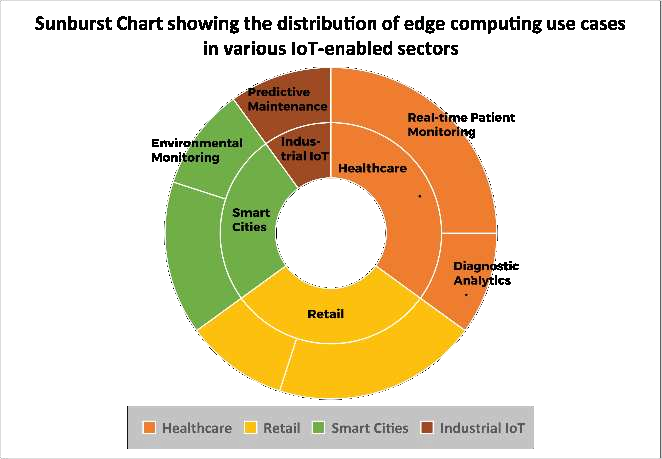 Sunburst Chart showing the distribution of edge computing use cases
in various IoT-enabled sectors
Predictive
Maintenance
Real-time Patient
Monitoring
Environmental
Monitoring
Indus-
trial IoT
Healthcare
Smart
Cities
Diagnostic
Analytics
Retail
Healthcare
Retail
Smart Cities
Industrial IoT